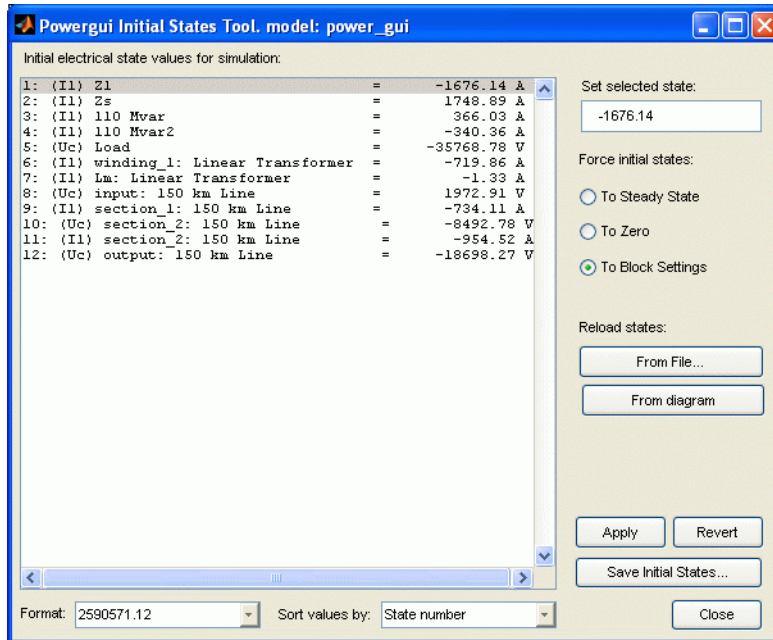 Powergui Initial States Tool. model: power_gui
Initial electrical state values for simulation:
1: (Il) Zl = -1676.14 A
2: (Il) Zs = 1748.89 A
3: (Il) 110 Mvar = 366.03 A
4: (Il) 110 Mvar2 = -340.36 A
5: (Uc) Load = -35768.78 V
6: (Il) winding_1: Linear Transformer = -719.86 A
7: (Il) Lm: Linear Transformer = -1.33 A
8: (Uc) input: 150 km Line = 1972.91 V
9: (Il) section_1: 150 km Line = -734.11 A
10: (Uc) section_2: 150 km Line = -8492.78 V
11: (Il) section_2: 150 km Line = -954.52 A
12: (Uc) output: 150 km Line = -18698.27 V
Set selected state:
-1676.14
Force initial states:
To Steady State
To Zero
To Block Settings
Reload states:
From File...
From diagram
Apply Revert
Save Initial States...
Format: 2590571.12 Sort values by: State number Close